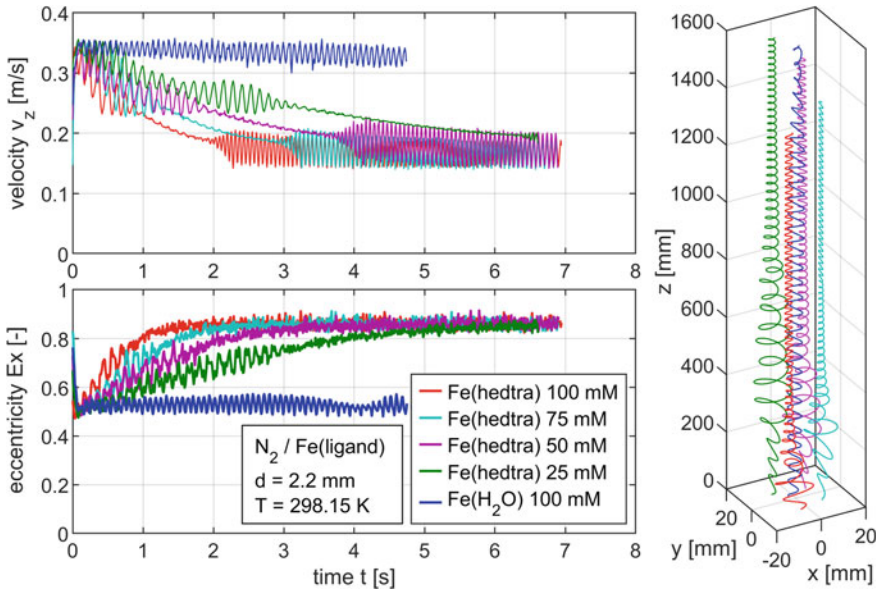 0.4
0.3
0.2
0.1
0
velocity v_z [m/s]
0 1 2 3 4 5 6 7 8
1
0.8
0.6
0.4
0.2
0
eccentricity Ex [-]
N₂ / Fe(ligand)
d = 2.2 mm
T = 298.15 K
Fe(hedtra) 100 mM
Fe(hedtra) 75 mM
Fe(hedtra) 50 mM
Fe(hedtra) 25 mM
Fe(H₂O) 100 mM
0 1 2 3 4 5 6 7 8
time t [s]
1600
1400
1200
1000
800
600
400
200
0
z [mm]
20
0
-20
y [mm]
0
20
x [mm]